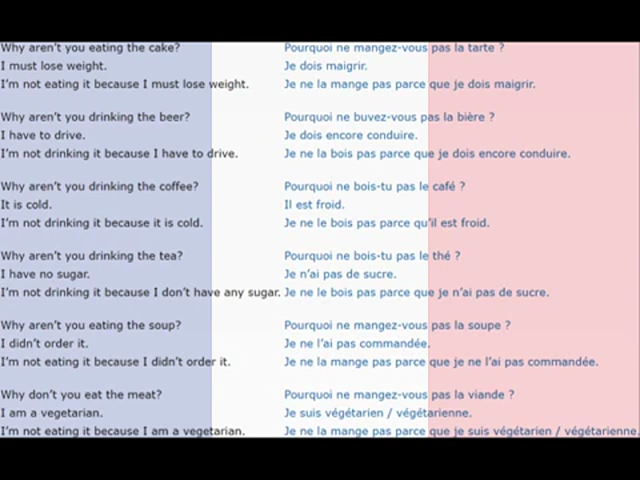 Why aren't you eating the cake? Pourquoi ne mangez-vous pas la tarte ?
I must lose weight. Je dois maigrir.
I'm not eating it because I must lose weight. Je ne la mange pas parce que je dois maigrir.
Why aren't you drinking the beer? Pourquoi ne buvez-vous pas la bière ?
I have to drive. Je dois encore conduire.
I'm not drinking it because I have to drive. Je ne la bois pas parce que je dois encore conduire.
Why aren't you drinking the coffee? Pourquoi ne bois-tu pas le café ?
It is cold. Il est froid.
I'm not drinking it because it is cold. Je ne le bois pas parce qu'il est froid.
Why aren't you drinking the tea? Pourquoi ne bois-tu pas le thé ?
I have no sugar. Je n'ai pas de sucre.
I'm not drinking it because I don't have any sugar. Je ne le bois pas parce que je n'ai pas de sucre.
Why aren't you eating the soup? Pourquoi ne mangez-vous pas la soupe ?
I didn't order it. Je ne l'ai pas commandée.
I'm not eating it because I didn't order it. Je ne la mange pas parce que je ne l'ai pas commandée.
Why don't you eat the meat? Pourquoi ne mangez-vous pas la viande ?
I am a vegetarian. Je suis végétarien / végétarienne.
I'm not eating it because I am a vegetarian. Je ne la mange pas parce que je suis végétarien / végétarienne.